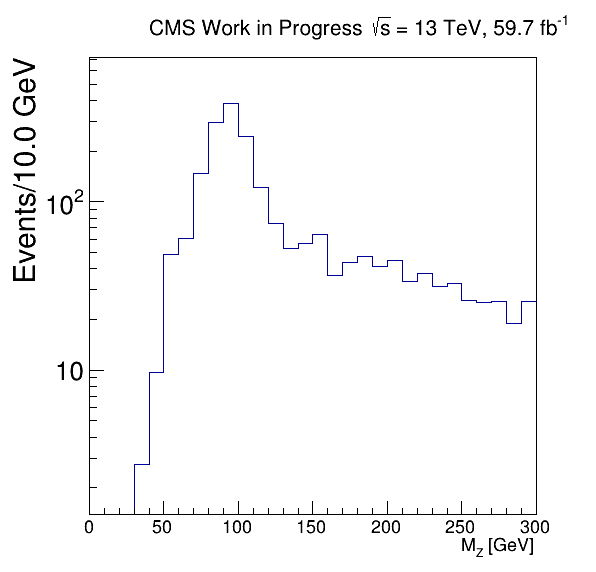 CMS Work in Progress √s = 13 TeV, 59.7 fb⁻¹
Events/10.0 GeV
10²
10
0 50 100 150 200 250 300
M_Z [GeV]